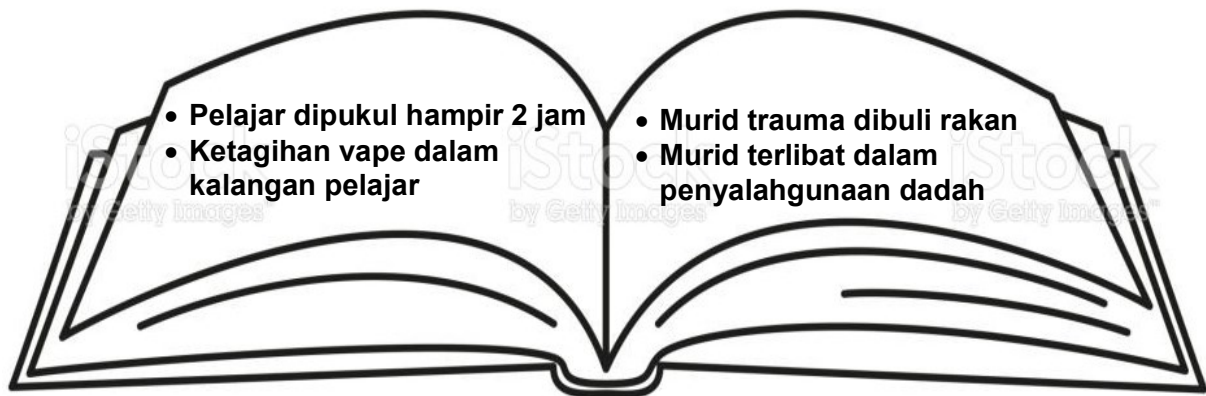 • Pelajar dipukul hampir 2 jam
• Ketagihan vape dalam
kalangan pelajar
• Murid trauma dibuli rakan
• Murid terlibat dalam
penyalahgunaan dadah
iStock
by Getty Images
iStock
by Getty Images
iStock
by Getty Images™